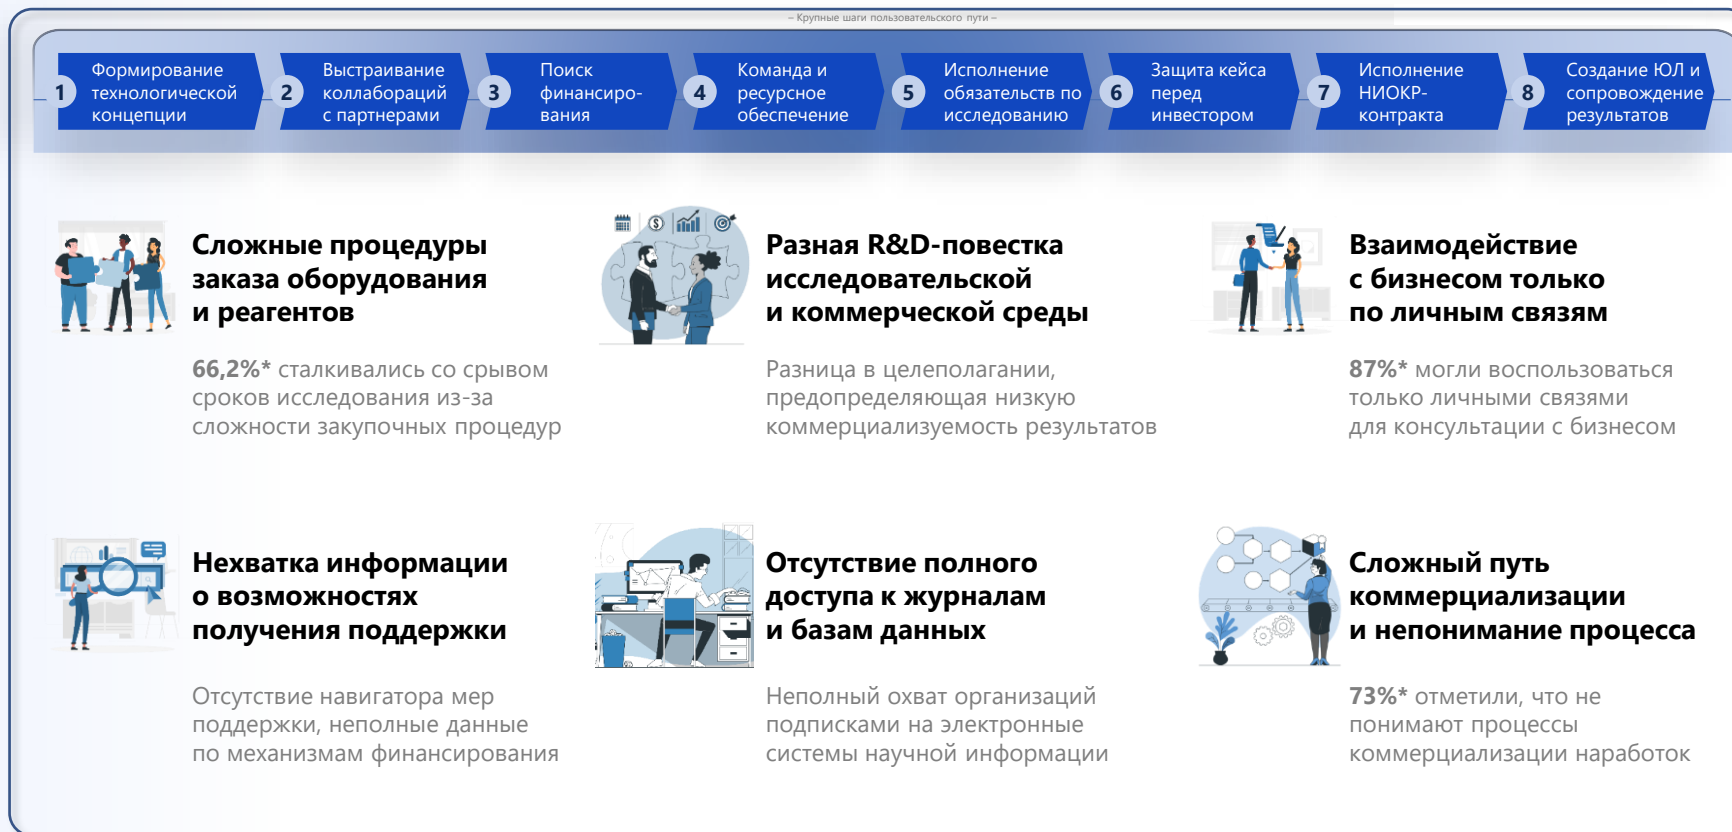 – Крупные шаги пользовательского пути –
1
Формирование
технологической
концепции
2
Выстраивание
коллабораций
с партнерами
3
Поиск
финансиро-
вания
4
Команда и
ресурсное
обеспечение
5
Исполнение
обязательств по
исследованию
6
Защита кейса
перед
инвестором
7
Исполнение
НИОКР-
контракта
8
Создание ЮЛ и
сопровождение
результатов
Сложные процедуры
заказа оборудования
и реагентов
66,2%* сталкивались со срывом
сроков исследования из-за
сложности закупочных процедур
Разная R&D-повестка
исследовательской
и коммерческой среды
Разница в целеполагании,
предопределяющая низкую
коммерциализуемость результатов
Взаимодействие
с бизнесом только
по личным связям
87%* могли воспользоваться
только личными связями
для консультации с бизнесом
Нехватка информации
о возможностях
получения поддержки
Отсутствие навигатора мер
поддержки, неполные данные
по механизмам финансирования
Отсутствие полного
доступа к журналам
и базам данных
Неполный охват организаций
подписками на электронные
системы научной информации
Сложный путь
коммерциализации
и непонимание процесса
73%* отметили, что не
понимают процессы
коммерциализации наработок